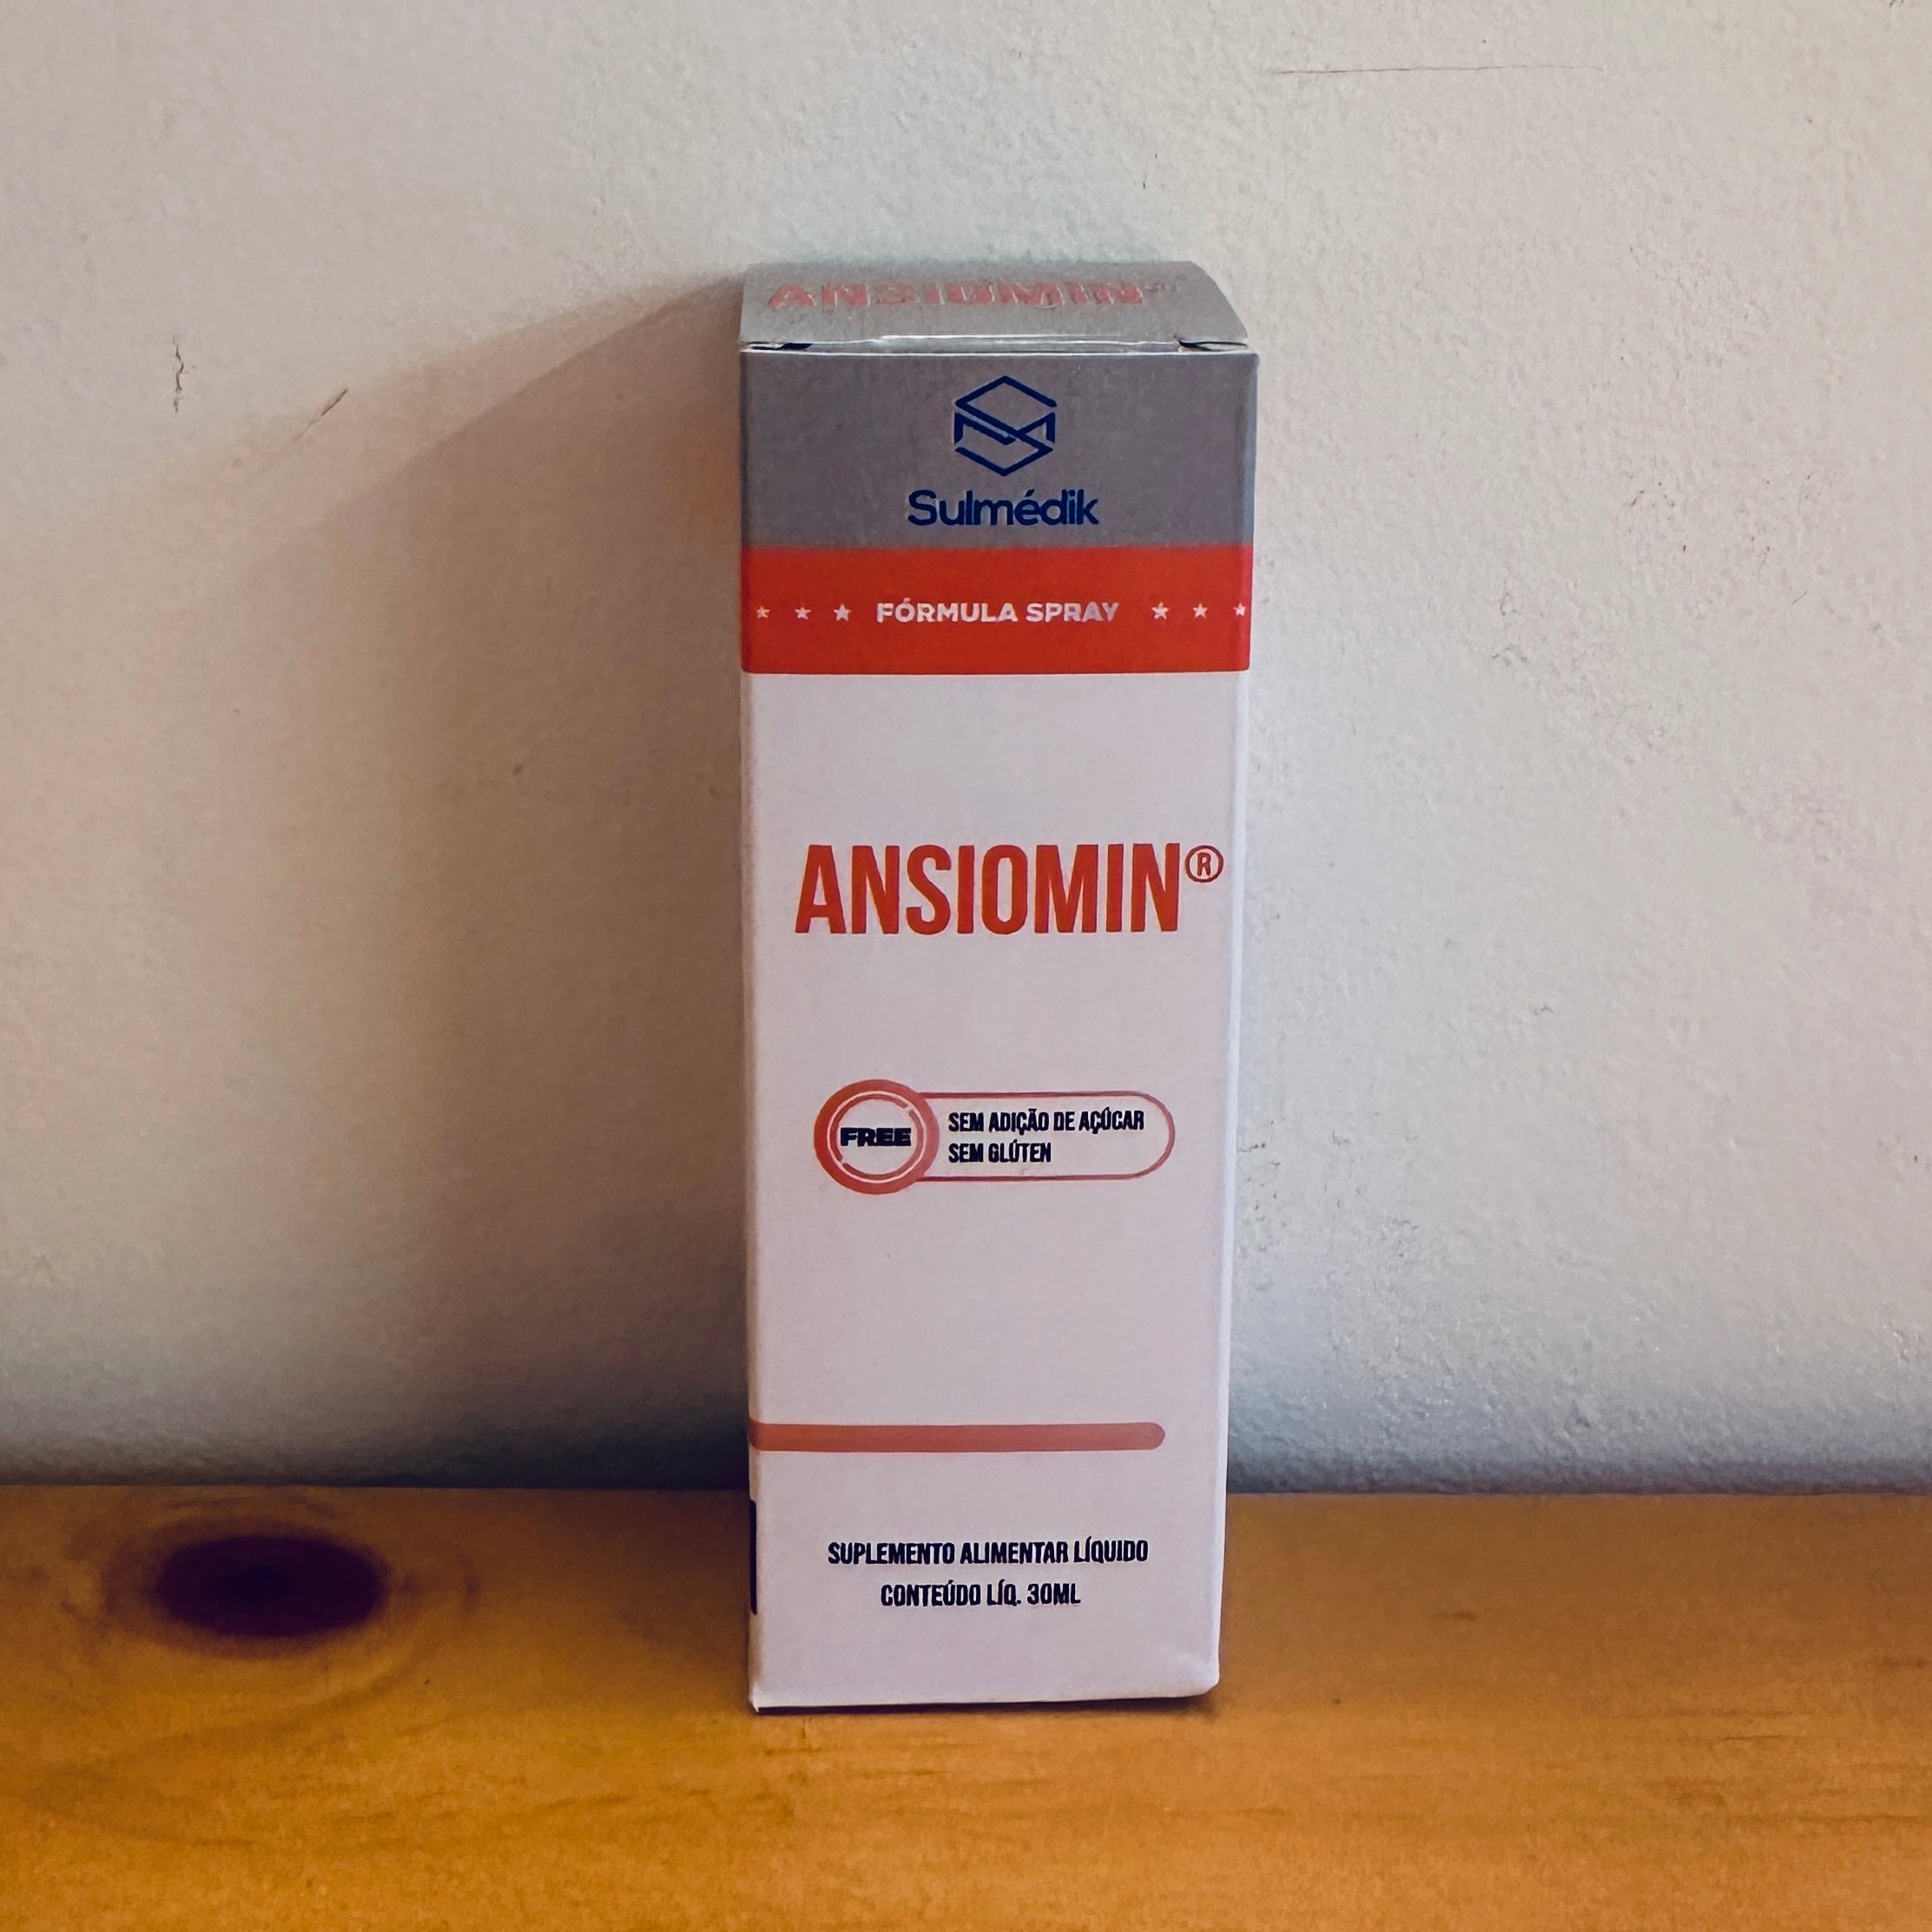 ANSIOMIN®
Sulmédik
★ ★ ★ FÓRMULA SPRAY ★ ★ ★
ANSIOMIN®
FREE
SEM ADIÇÃO DE AÇÚCAR
SEM GLÚTEN
SUPLEMENTO ALIMENTAR LÍQUIDO
CONTEÚDO LÍQ. 30ML